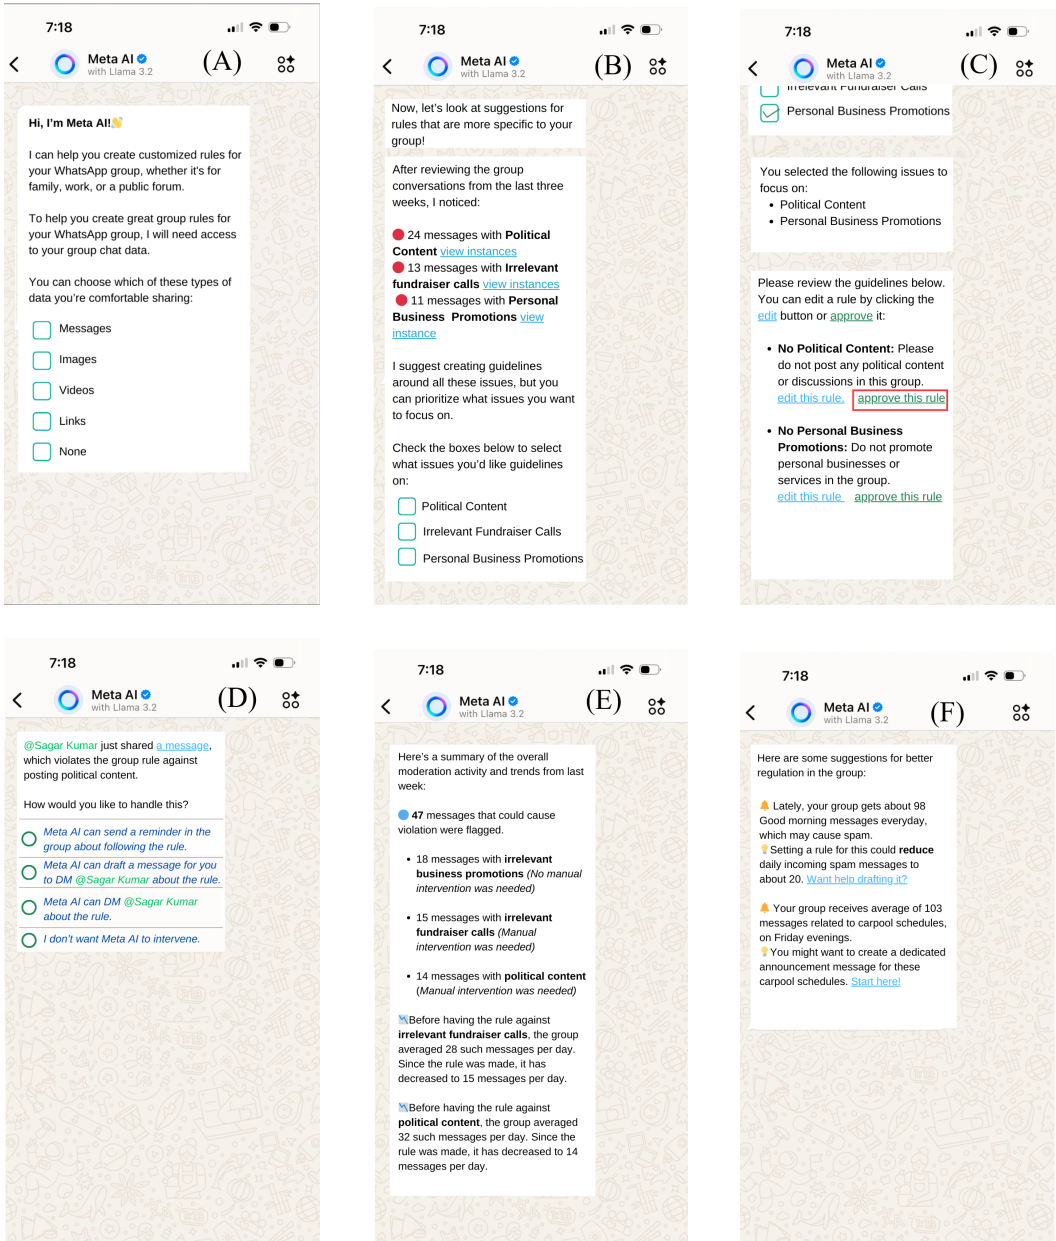 7:18
Meta AI
with Llama 3.2
(A)
Hi, I'm Meta AI!👋
I can help you create customized rules for
your WhatsApp group, whether it's for
family, work, or a public forum.
To help you create great group rules for
your WhatsApp group, I will need access
to your group chat data.
You can choose which of these types of
data you're comfortable sharing:
Messages
Images
Videos
Links
None
7:18
Meta AI
with Llama 3.2
(B)
Now, let's look at suggestions for
rules that are more specific to your
group!
After reviewing the group
conversations from the last three
weeks, I noticed:
🔴 24 messages with Political
Content view instances
🔴 13 messages with Irrelevant
fundraiser calls view instances
🔴 11 messages with Personal
Business Promotions view
instance
I suggest creating guidelines
around all these issues, but you
can prioritize what issues you want
to focus on.
Check the boxes below to select
what issues you'd like guidelines
on:
Political Content
Irrelevant Fundraiser Calls
Personal Business Promotions
7:18
Meta AI
with Llama 3.2
(C)
Irrelevant Fundraiser Calls
Personal Business Promotions
You selected the following issues to
focus on:
• Political Content
• Personal Business Promotions
Please review the guidelines below.
You can edit a rule by clicking the
edit button or approve it:
• No Political Content: Please
do not post any political content
or discussions in this group.
edit this rule. approve this rule
• No Personal Business
Promotions: Do not promote
personal businesses or
services in the group.
edit this rule approve this rule
7:18
Meta AI
with Llama 3.2
(D)
@Sagar Kumar just shared a message,
which violates the group rule against
posting political content.
How would you like to handle this?
Meta AI can send a reminder in the
group about following the rule.
Meta AI can draft a message for you
to DM @Sagar Kumar about the rule.
Meta AI can DM @Sagar Kumar
about the rule.
I don't want Meta AI to intervene.
7:18
Meta AI
with Llama 3.2
(E)
Here's a summary of the overall
moderation activity and trends from last
week:
🔵 47 messages that could cause
violation were flagged.
• 18 messages with irrelevant
business promotions (No manual
intervention was needed)
• 15 messages with irrelevant
fundraiser calls (Manual
intervention was needed)
• 14 messages with political content
(Manual intervention was needed)
📉Before having the rule against
irrelevant fundraiser calls, the group
averaged 28 such messages per day.
Since the rule was made, it has
decreased to 15 messages per day.
📉Before having the rule against
political content, the group averaged
32 such messages per day. Since the
rule was made, it has decreased to 14
messages per day.
7:18
Meta AI
with Llama 3.2
(F)
Here are some suggestions for better
regulation in the group:
🔔 Lately, your group gets about 98
Good morning messages everyday,
which may cause spam.
💡Setting a rule for this could reduce
daily incoming spam messages to
about 20. Want help drafting it?
🔔 Your group receives average of 103
messages related to carpool schedules,
on Friday evenings.
💡You might want to create a dedicated
announcement message for these
carpool schedules. Start here!